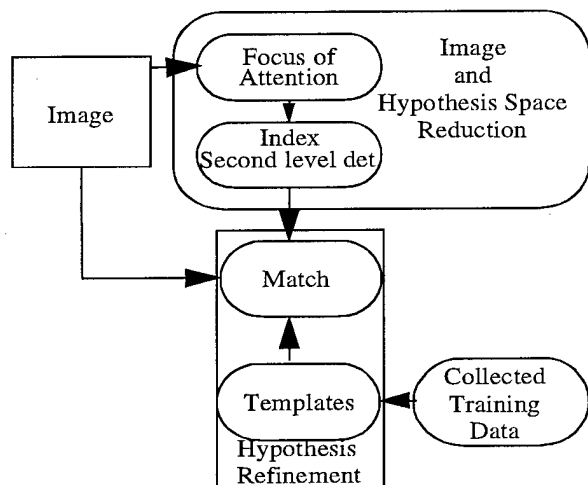 Image
Focus of
Attention
Index
Second level det
Image
and
Hypothesis Space
Reduction
Match
Templates
Hypothesis
Refinement
Collected
Training
Data